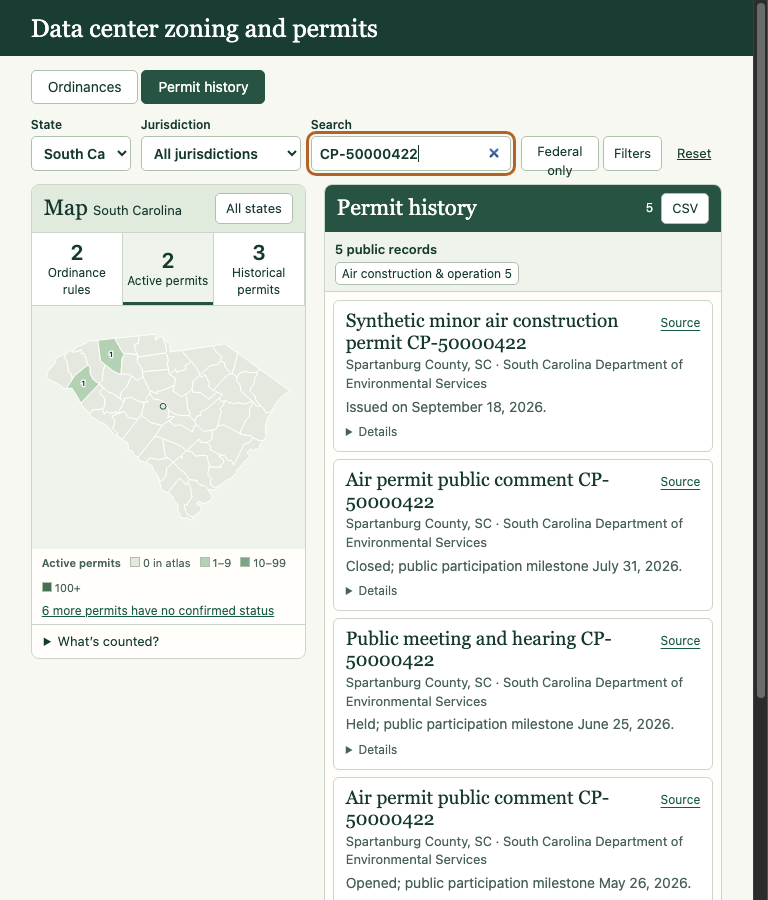 Data center zoning and permits
Ordinances
Permit history
State
Jurisdiction
Search
South Ca
All jurisdictions
CP-50000422
Federal
only
Filters
Reset
Map South Carolina
All states
2
Ordinance
rules
2
Active permits
3
Historical
permits
1
1
Active permits
0 in atlas
1–9
10–99
100+
6 more permits have no confirmed status
What's counted?
Permit history
5
CSV
5 public records
Air construction & operation 5
Synthetic minor air construction
permit CP-50000422
Source
Spartanburg County, SC · South Carolina Department of
Environmental Services
Issued on September 18, 2026.
Details
Air permit public comment CP-
50000422
Source
Spartanburg County, SC · South Carolina Department of
Environmental Services
Closed; public participation milestone July 31, 2026.
Details
Public meeting and hearing CP-
50000422
Source
Spartanburg County, SC · South Carolina Department of
Environmental Services
Held; public participation milestone June 25, 2026.
Details
Air permit public comment CP-
50000422
Source
Spartanburg County, SC · South Carolina Department of
Environmental Services
Opened; public participation milestone May 26, 2026.